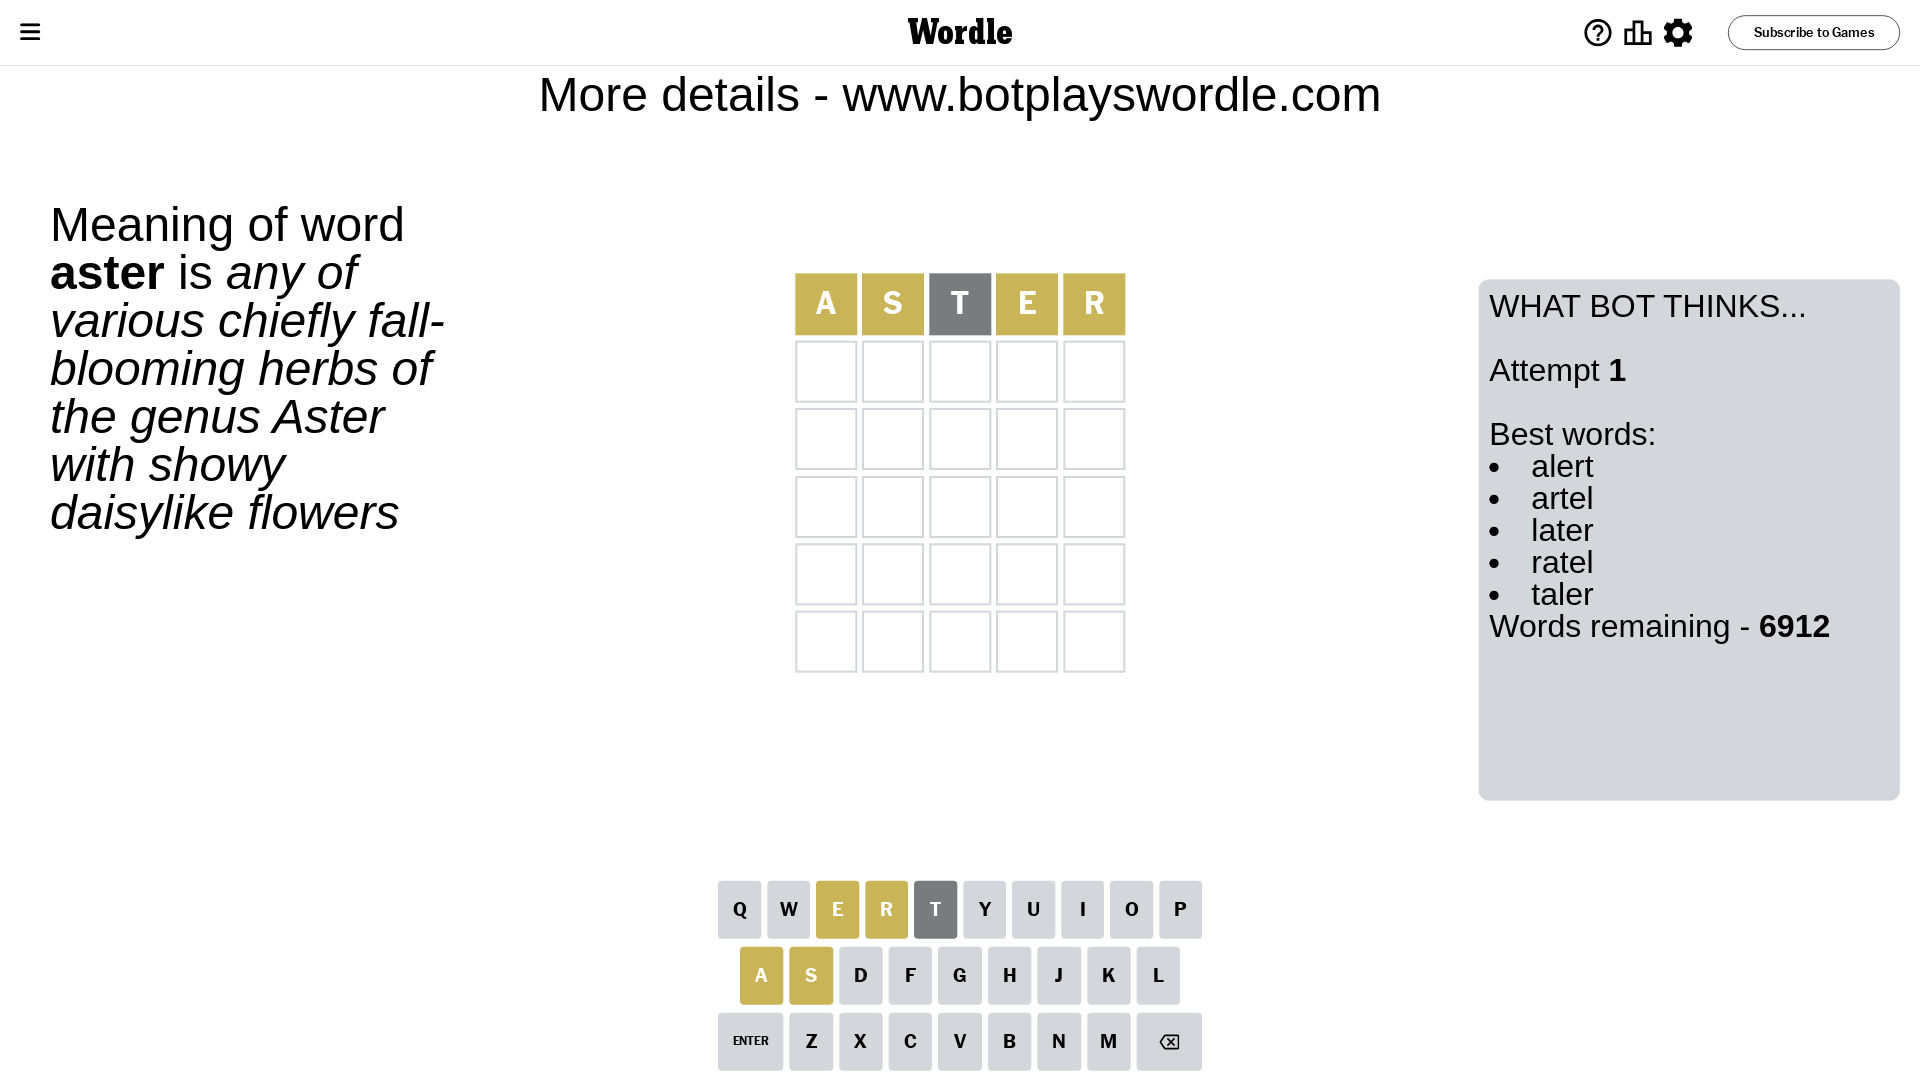 Wordle
Subscribe to Games
More details - www.botplayswordle.com
Meaning of word
aster is any of
various chiefly fall-
blooming herbs of
the genus Aster
with showy
daisylike flowers
A S T E R
WHAT BOT THINKS...
Attempt 1
Best words:
• alert
• artel
• later
• ratel
• taler
Words remaining - 6912
Q W E R T Y U I O P
A S D F G H J K L
ENTER Z X C V B N M